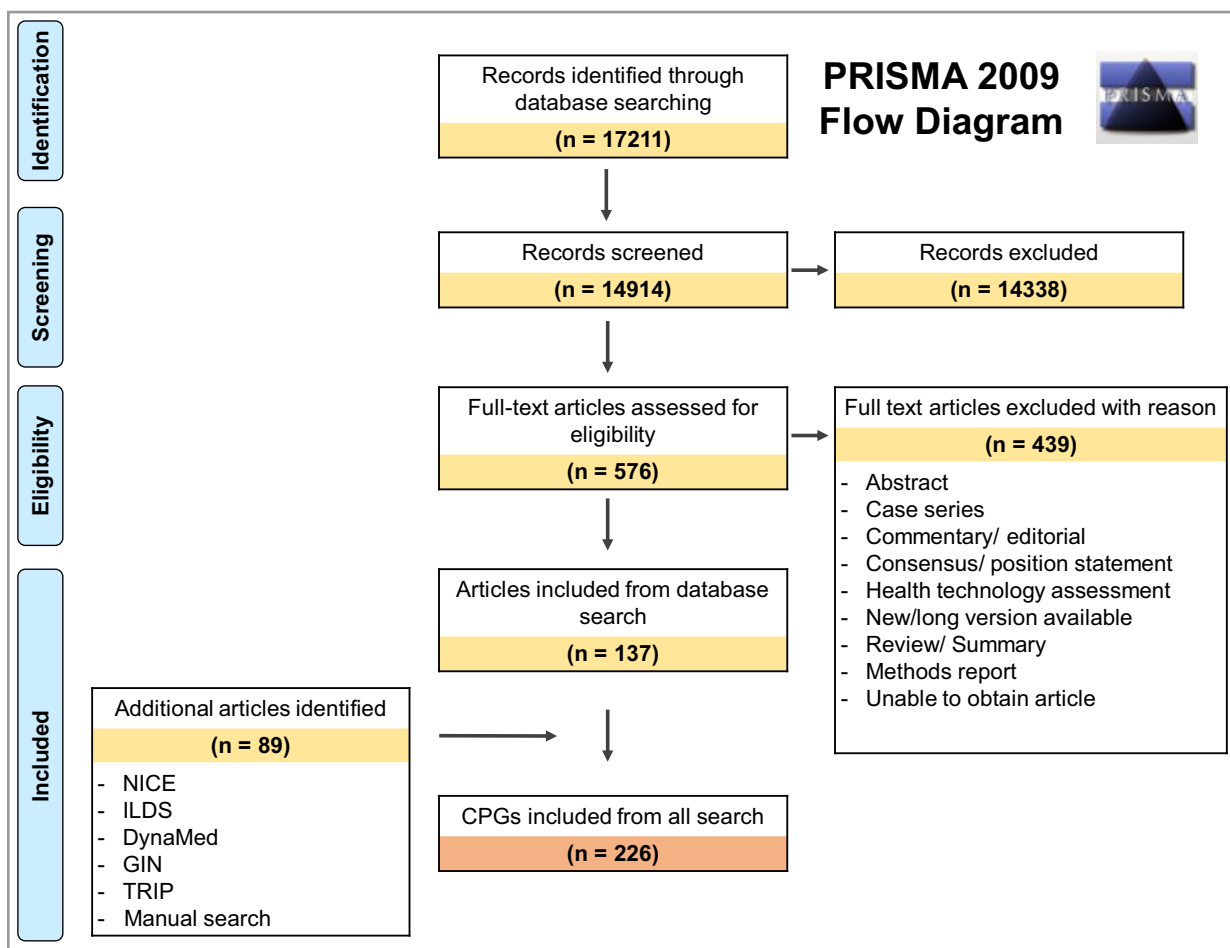 Identification
Records identified through
database searching
(n = 17211)
PRISMA 2009
Flow Diagram
PRISMA
Screening
Records screened
(n = 14914)
Records excluded
(n = 14338)
Eligibility
Full-text articles assessed for
eligibility
(n = 576)
Full text articles excluded with reason
(n = 439)
- Abstract
- Case series
- Commentary/ editorial
- Consensus/ position statement
- Health technology assessment
- New/long version available
- Review/ Summary
- Methods report
- Unable to obtain article
Included
Articles included from database
search
(n = 137)
Additional articles identified
(n = 89)
- NICE
- ILDS
- DynaMed
- GIN
- TRIP
- Manual search
CPGs included from all search
(n = 226)